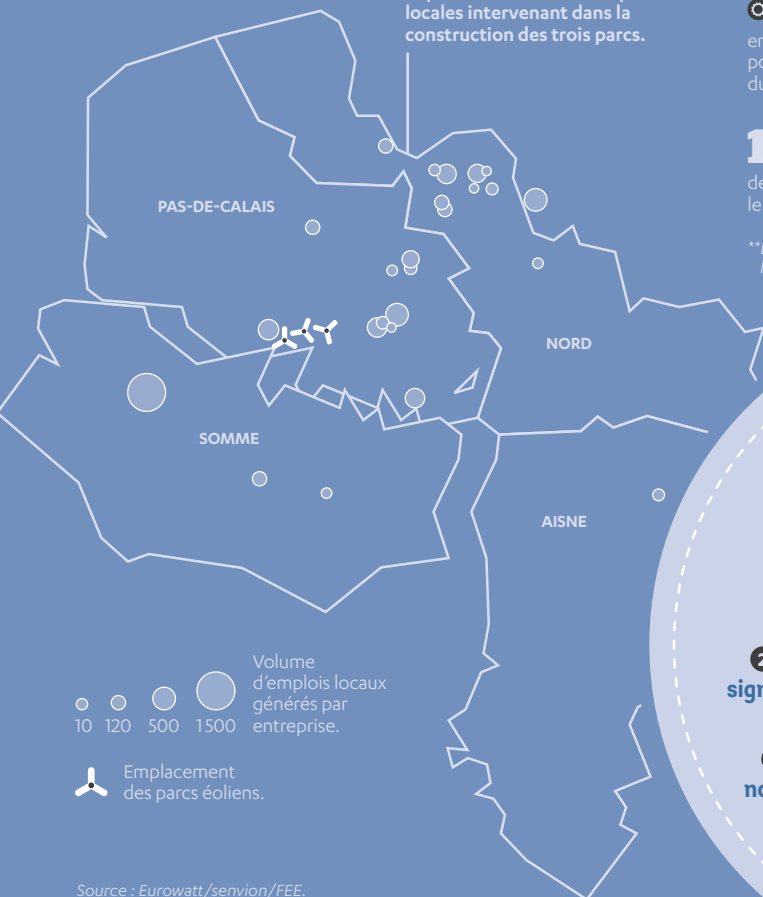 locales intervenant dans la
construction des trois parcs.
PAS-DE-CALAIS
NORD
SOMME
AISNE
Volume
d'emplois locaux
générés par
entreprise.
10 120 500 1500
Emplacement
des parcs éoliens.
Source : Eurowatt/senvion/FEE.